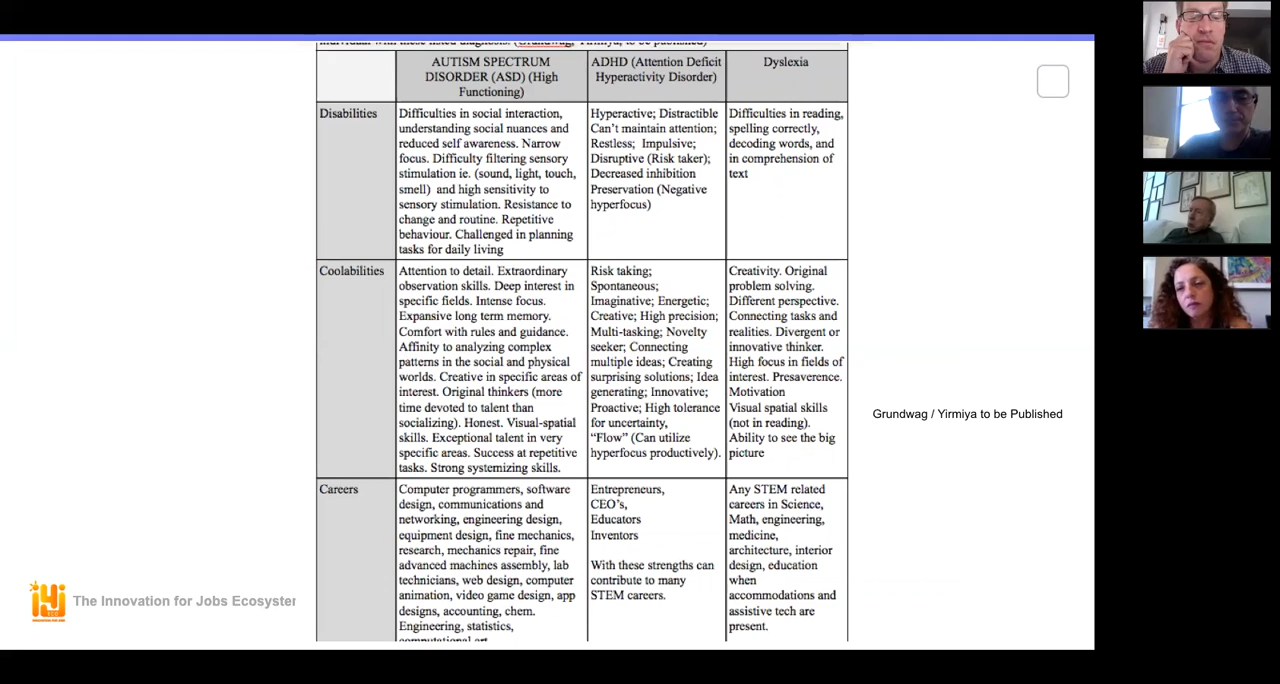 individual with these listed diagnosis. (Grundwag, Yirmiya, to be published)
AUTISM SPECTRUM
DISORDER (ASD) (High
Functioning)
ADHD (Attention Deficit
Hyperactivity Disorder)
Dyslexia
Disabilities
Difficulties in social interaction,
understanding social nuances and
reduced self awareness. Narrow
focus. Difficulty filtering sensory
stimulation ie. (sound, light, touch,
smell) and high sensitivity to
sensory stimulation. Resistance to
change and routine. Repetitive
behaviour. Challenged in planning
tasks for daily living
Hyperactive; Distractible
Can't maintain attention;
Restless; Impulsive;
Disruptive (Risk taker);
Decreased inhibition
Preservation (Negative
hyperfocus)
Difficulties in reading,
spelling correctly,
decoding words, and
in comprehension of
text
Coolabilities
Attention to detail. Extraordinary
observation skills. Deep interest in
specific fields. Intense focus.
Expansive long term memory.
Comfort with rules and guidance.
Affinity to analyzing complex
patterns in the social and physical
worlds. Creative in specific areas of
interest. Original thinkers (more
time devoted to talent than
socializing). Honest. Visual-spatial
skills. Exceptional talent in very
specific areas. Success at repetitive
tasks. Strong systemizing skills.
Risk taking;
Spontaneous;
Imaginative; Energetic;
Creative; High precision;
Multi-tasking; Novelty
seeker; Connecting
multiple ideas; Creating
surprising solutions; Idea
generating; Innovative;
Proactive; High tolerance
for uncertainty,
“Flow” (Can utilize
hyperfocus productively).
Creativity. Original
problem solving.
Different perspective.
Connecting tasks and
realities. Divergent or
innovative thinker.
High focus in fields of
interest. Presaverence.
Motivation
Visual spatial skills
(not in reading).
Ability to see the big
picture
Careers
Computer programmers, software
design, communications and
networking, engineering design,
equipment design, fine mechanics,
research, mechanics repair, fine
advanced machines assembly, lab
technicians, web design, computer
animation, video game design, app
designs, accounting, chem.
Engineering, statistics,
computational art
Entrepreneurs,
CEO's,
Educators
Inventors
With these strengths can
contribute to many
STEM careers.
Any STEM related
careers in Science,
Math, engineering,
medicine,
architecture, interior
design, education
when
accommodations and
assistive tech are
present.
Grundwag / Yirmiya to be Published
i4j
ECO
The Innovation for Jobs Ecosyster